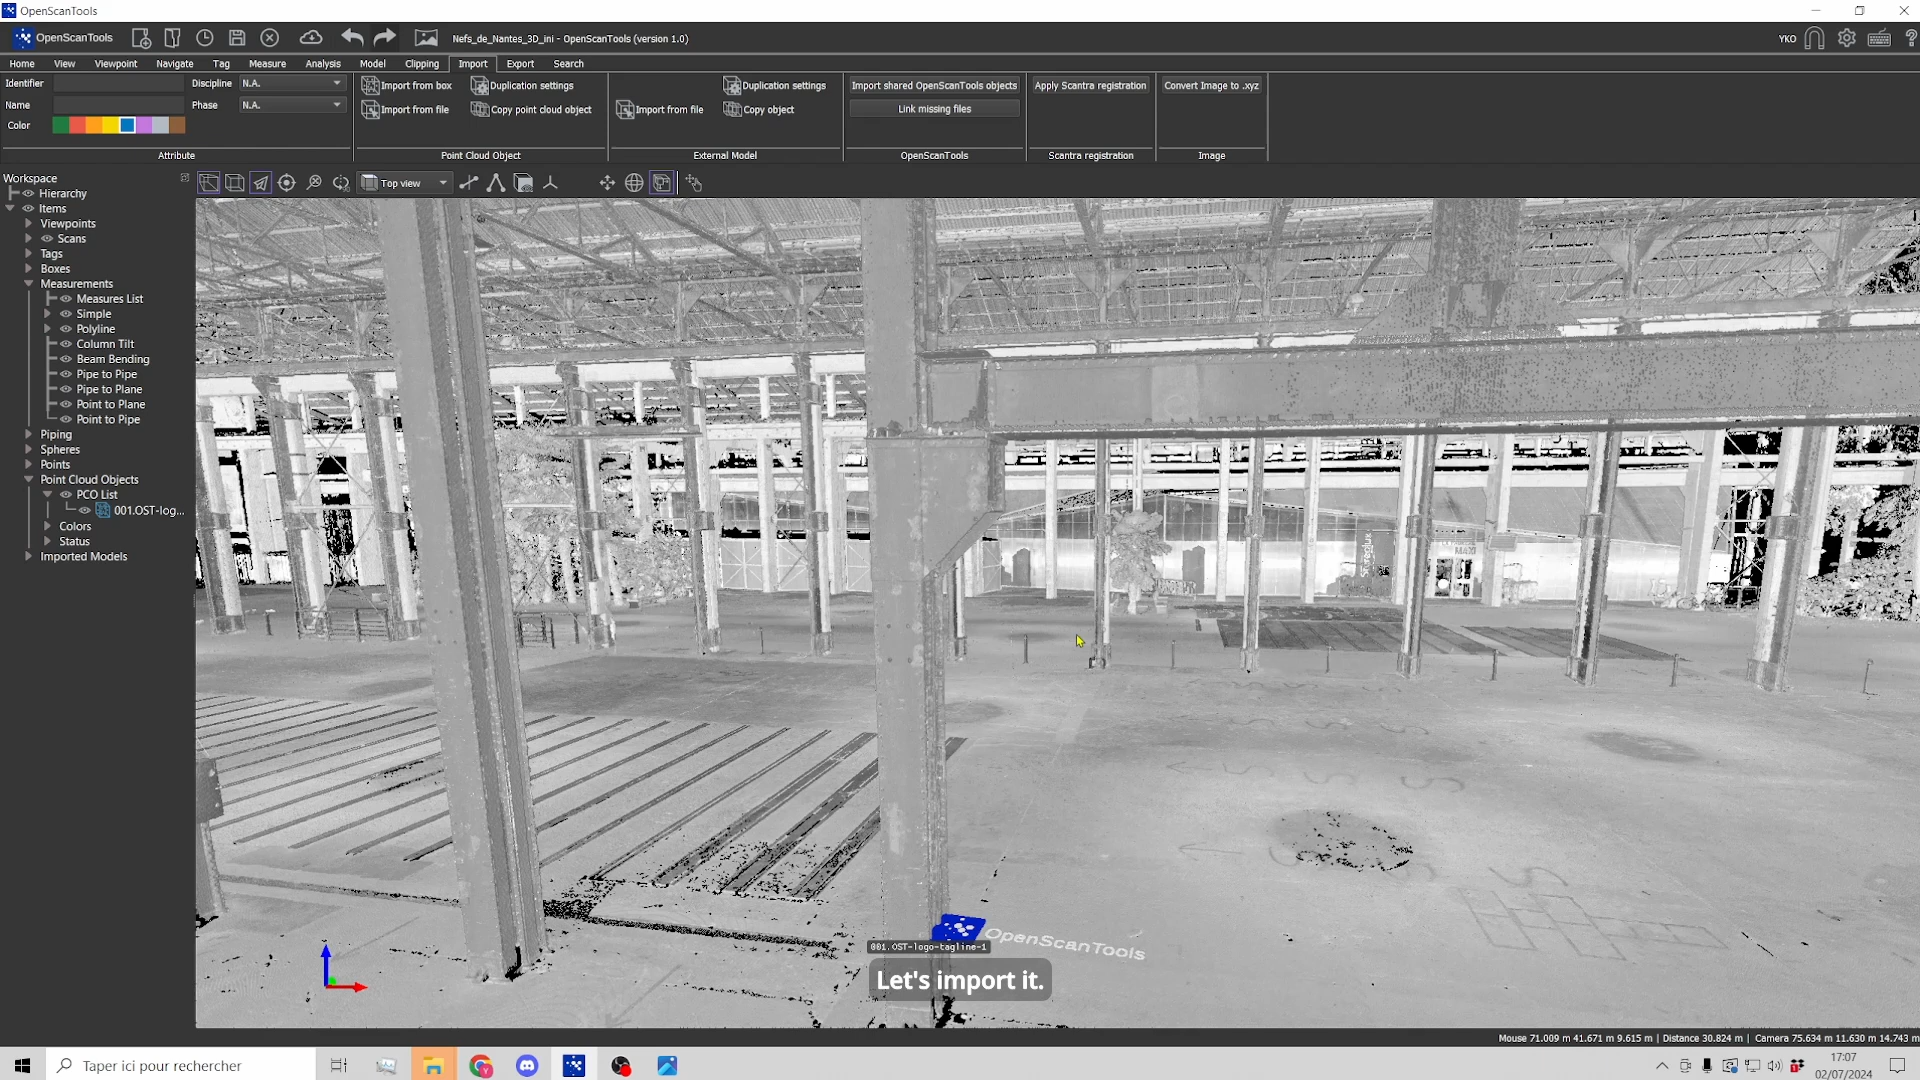 OpenScanTools
OpenScanTools
Nefs_de_Nantes_3D_ini - OpenScanTools (version 1.0)
YKO
Home View Viewpoint Navigate Tag Measure Analysis Model Clipping Import Export Search
Identifier
Discipline N.A.
Name
Phase N.A.
Color
Attribute
Import from box
Duplication settings
Import from file
Copy point cloud object
Point Cloud Object
Duplication settings
Import from file
Copy object
External Model
Import shared OpenScanTools objects
Link missing files
OpenScanTools
Apply Scantra registration
Scantra registration
Convert Image to .xyz
Image
Workspace
Top view
Hierarchy
Items
Viewpoints
Scans
Tags
Boxes
Measurements
Measures List
Simple
Polyline
Column Tilt
Beam Bending
Pipe to Pipe
Pipe to Plane
Point to Plane
Point to Pipe
Piping
Spheres
Points
Point Cloud Objects
PCO List
001.OST-log...
Colors
Status
Imported Models
MAXI
OpenScanTools
001.OST-logo-tagline-1
Let's import it.
Mouse 71.009 m 41.671 m 9.615 m | Distance 30.824 m | Camera 75.634 m 11.630 m 14.743 m
Taper ici pour rechercher
17:07
02/07/2024